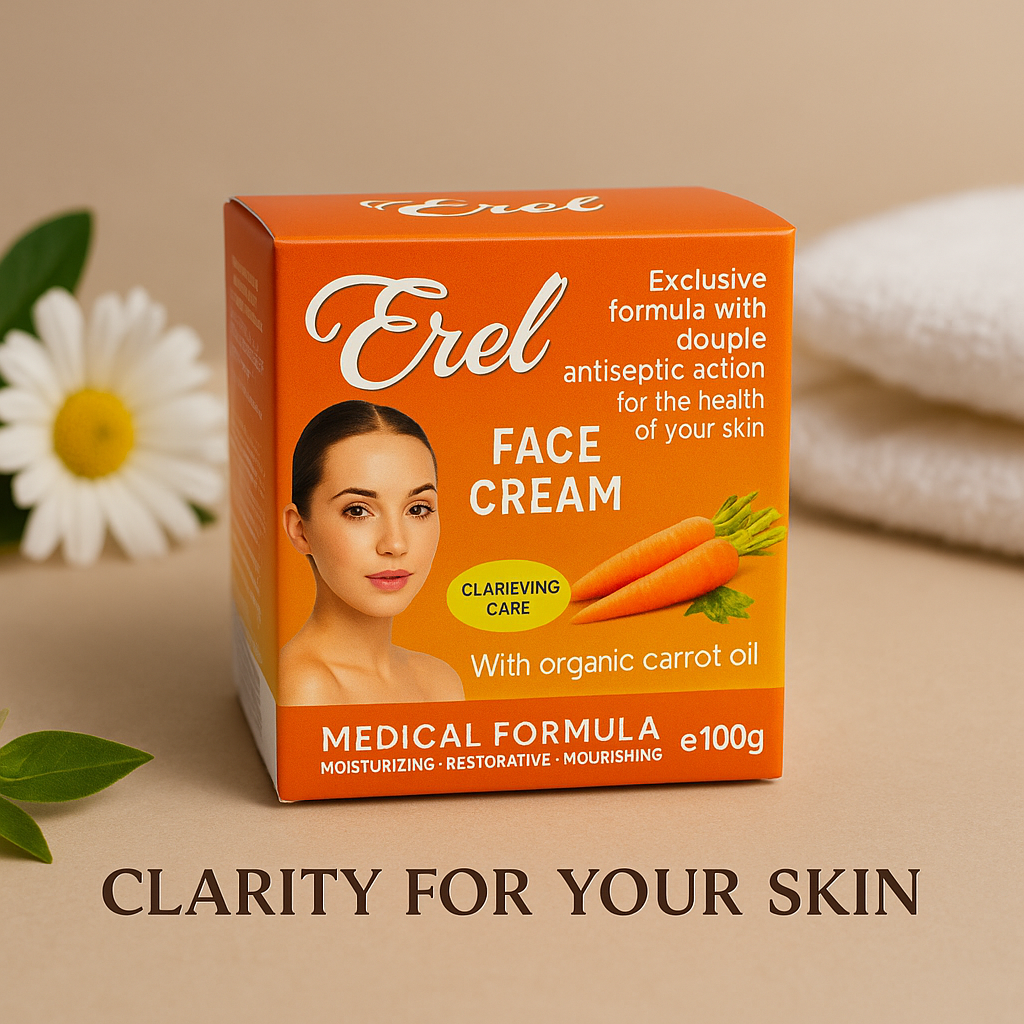 Erel
Erel
Exclusive
formula with
douple
antiseptic action
for the health
of your skin
FACE
CREAM
CLARIEVING
CARE
With organic carrot oil
MEDICAL FORMULA
MOISTURIZING · RESTORATIVE · MOURISHING
e100g
CLARITY FOR YOUR SKIN